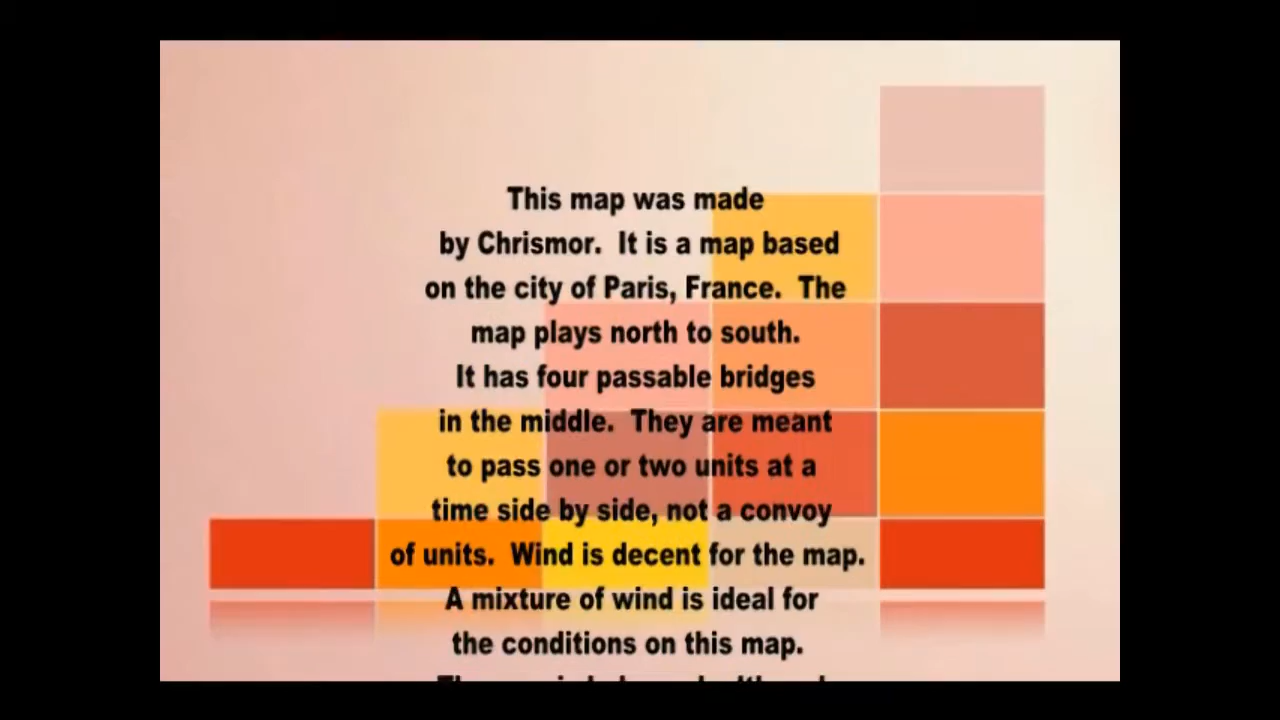 This map was made
by Chrismor.  It is a map based
on the city of Paris, France.  The
map plays north to south.
It has four passable bridges
in the middle.  They are meant
to pass one or two units at a
time side by side, not a convoy
of units.  Wind is decent for the map.
A mixture of wind is ideal for
the conditions on this map.